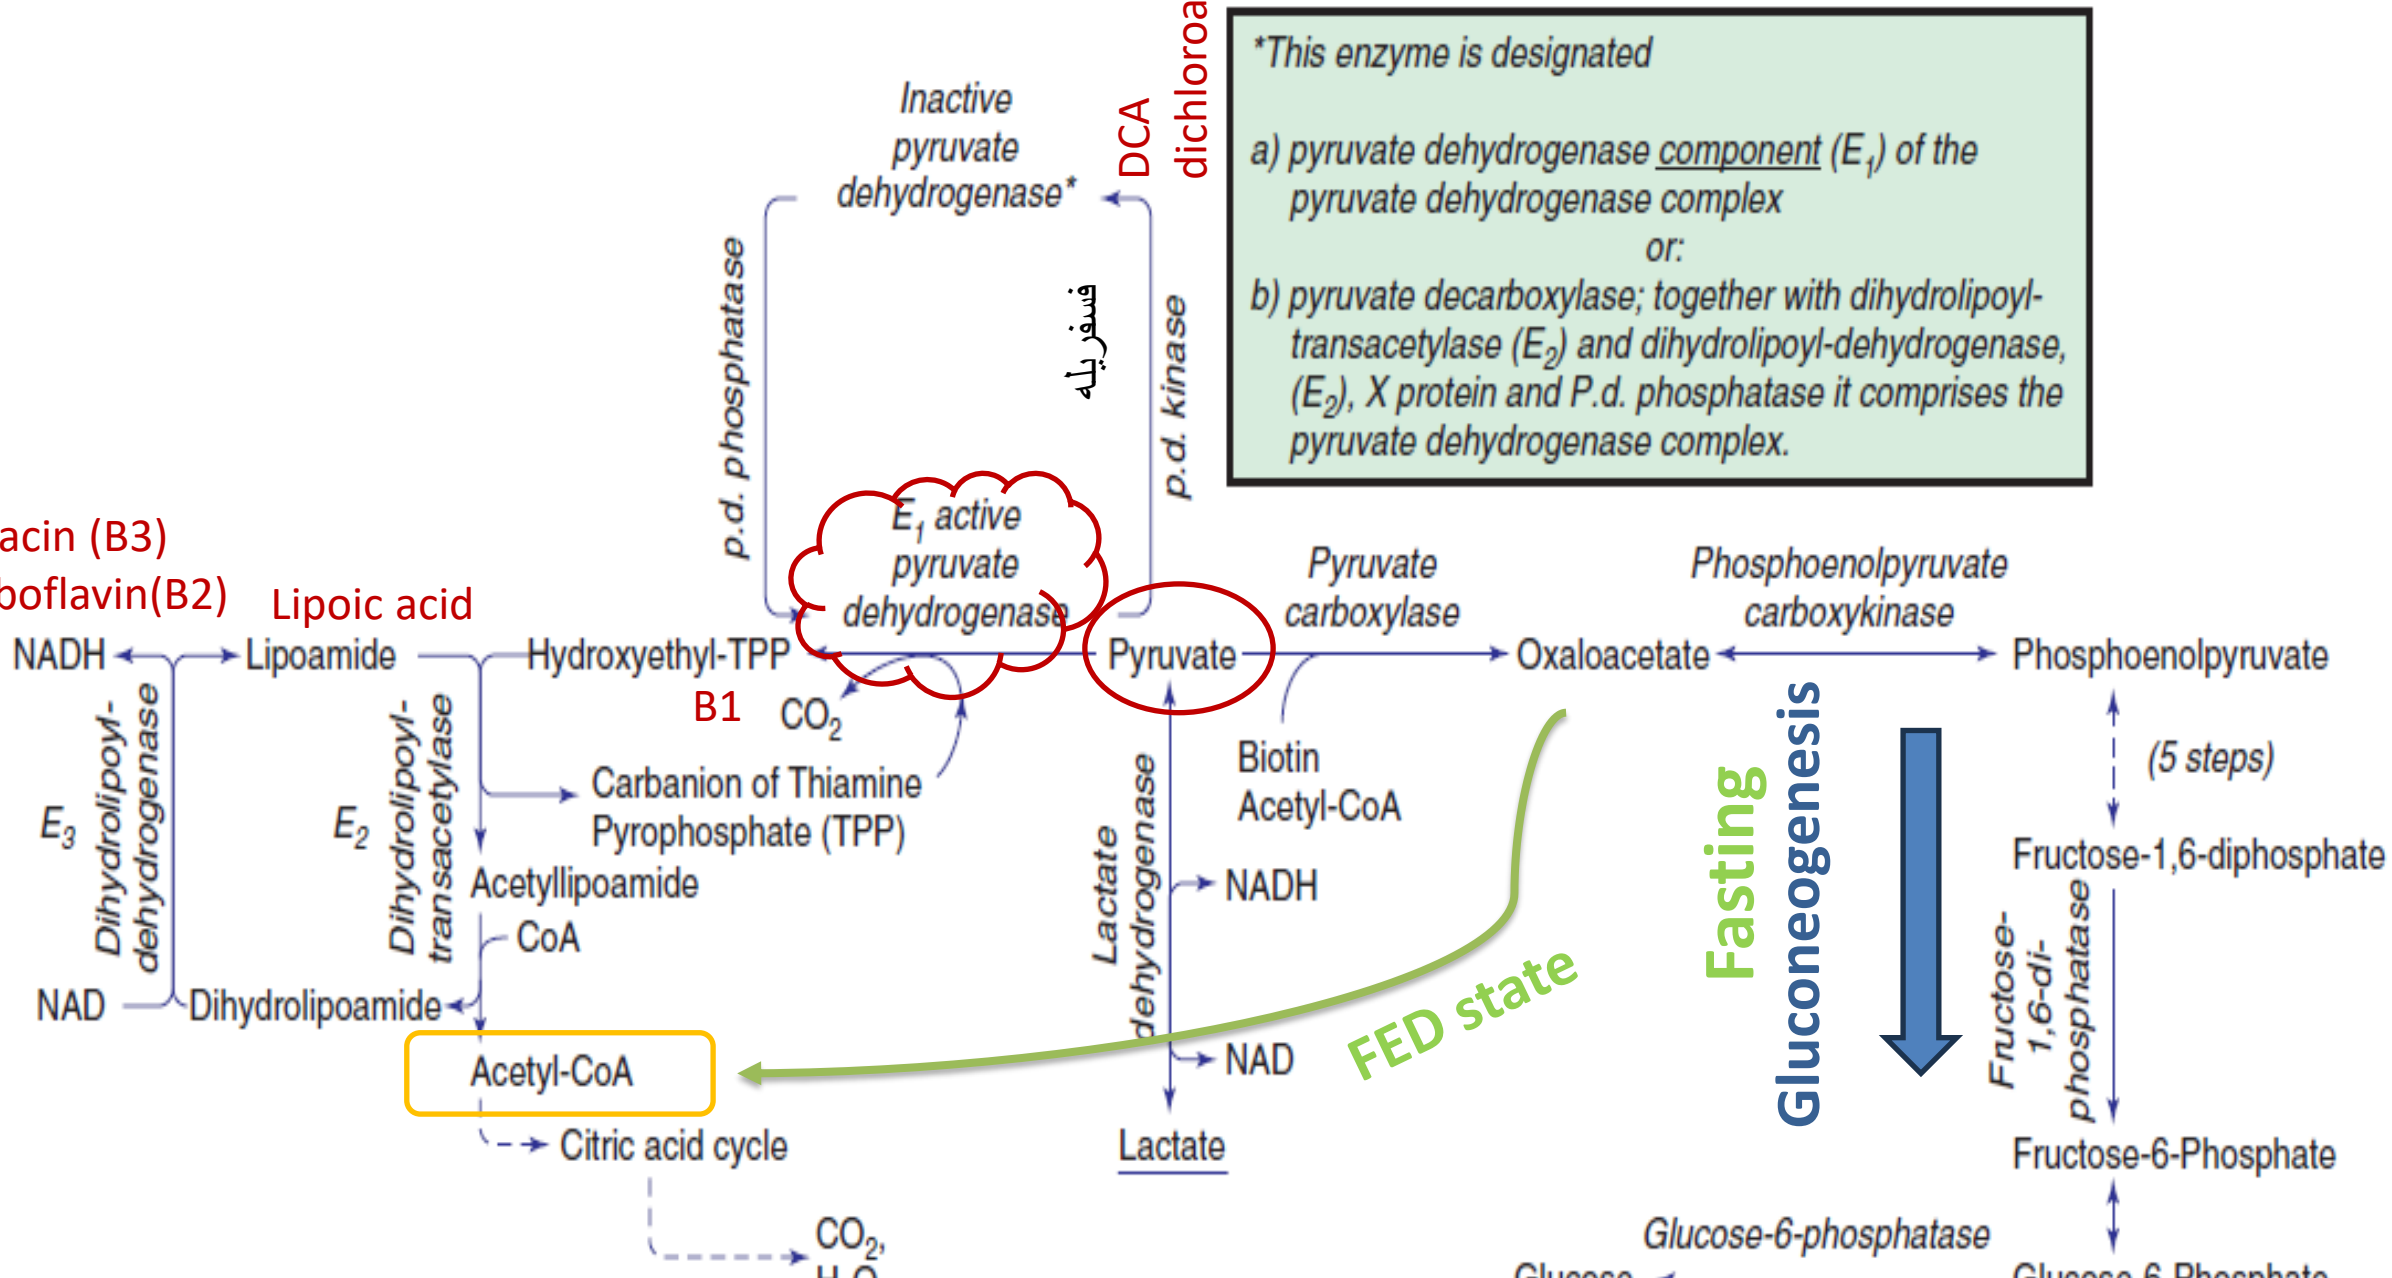 DCA
dichloroa
*This enzyme is designated
a) pyruvate dehydrogenase component (E1) of the
pyruvate dehydrogenase complex
or:
b) pyruvate decarboxylase; together with dihydrolipoyl-
transacetylase (E2) and dihydrolipoyl-dehydrogenase,
(E2), X protein and P.d. phosphatase it comprises the
pyruvate dehydrogenase complex.
Inactive
pyruvate
dehydrogenase*
p.d. phosphatase
فسفريله
p.d. kinase
E1 active
pyruvate
dehydrogenase
acin (B3)
boflavin(B2)
Lipoic acid
Pyruvate
carboxylase
Phosphoenolpyruvate
carboxykinase
NADH
Lipoamide
Hydroxyethyl-TPP
Pyruvate
Oxaloacetate
Phosphoenolpyruvate
B1
CO2
E3
Dihydrolipoyl-
dehydrogenase
E2
Dihydrolipoyl-
transacetylase
Carbanion of Thiamine
Pyrophosphate (TPP)
Biotin
Acetyl-CoA
(5 steps)
Fasting
Gluconeogenesis
Lactate
dehydrogenase
Acetyllipoamide
CoA
NADH
Fructose-1,6-diphosphate
Fructose-
1,6-di-
phosphatase
NAD
Dihydrolipoamide
FED state
Acetyl-CoA
NAD
Citric acid cycle
Lactate
Fructose-6-Phosphate
CO2,
H2O
Glucose-6-phosphatase
Glucose
Glucose-6-Phosphate